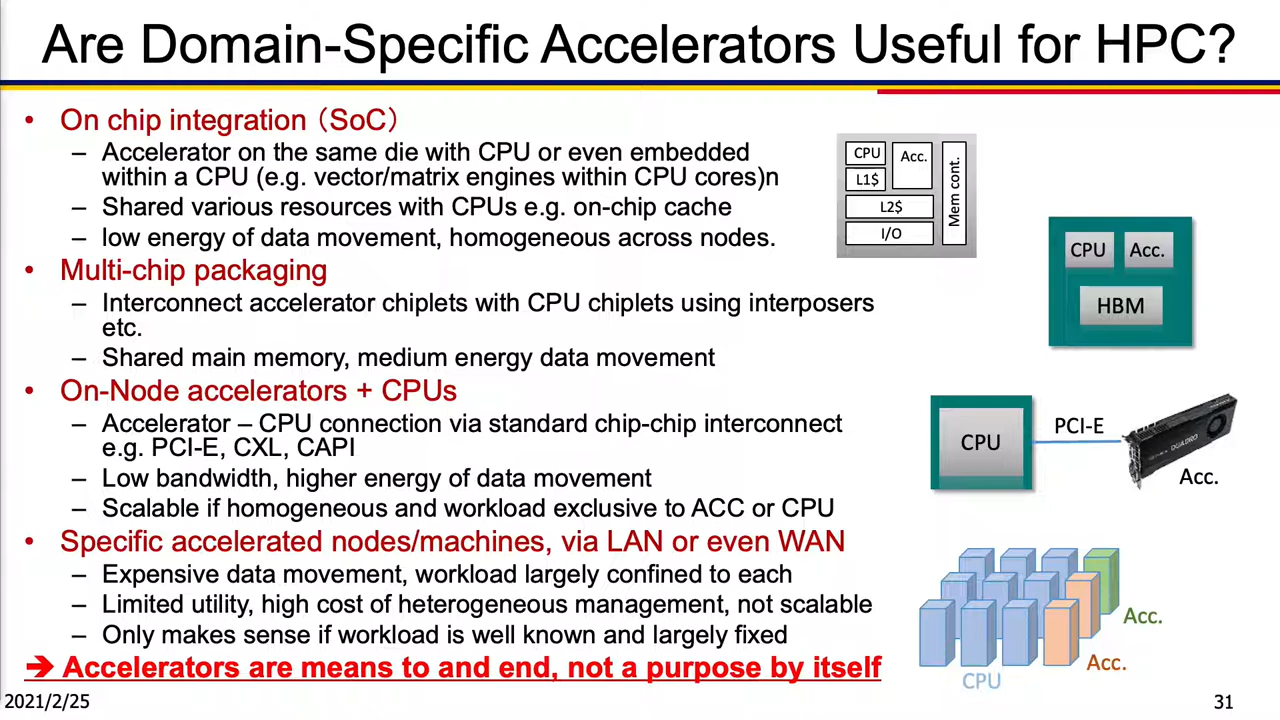 Are Domain-Specific Accelerators Useful for HPC?
• On chip integration（SoC）
– Accelerator on the same die with CPU or even embedded
within a CPU (e.g. vector/matrix engines within CPU cores)n
– Shared various resources with CPUs e.g. on-chip cache
– low energy of data movement, homogeneous across nodes.
• Multi-chip packaging
– Interconnect accelerator chiplets with CPU chiplets using interposers
etc.
– Shared main memory, medium energy data movement
• On-Node accelerators + CPUs
– Accelerator – CPU connection via standard chip-chip interconnect
e.g. PCI-E, CXL, CAPI
– Low bandwidth, higher energy of data movement
– Scalable if homogeneous and workload exclusive to ACC or CPU
• Specific accelerated nodes/machines, via LAN or even WAN
– Expensive data movement, workload largely confined to each
– Limited utility, high cost of heterogeneous management, not scalable
– Only makes sense if workload is well known and largely fixed
➔ Accelerators are means to and end, not a purpose by itself
CPU
Acc.
L1$
L2$
I/O
Mem cont.
CPU
Acc.
HBM
CPU
PCI-E
QUADRO
Acc.
Acc.
Acc.
CPU
2021/2/25
31